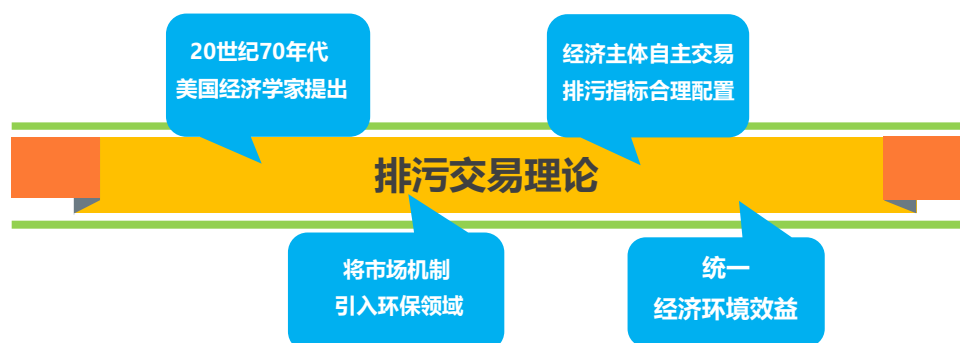 20世纪70年代
美国经济学家提出
经济主体自主交易
排污指标合理配置
排污交易理论
将市场机制
引入环保领域
统一
经济环境效益